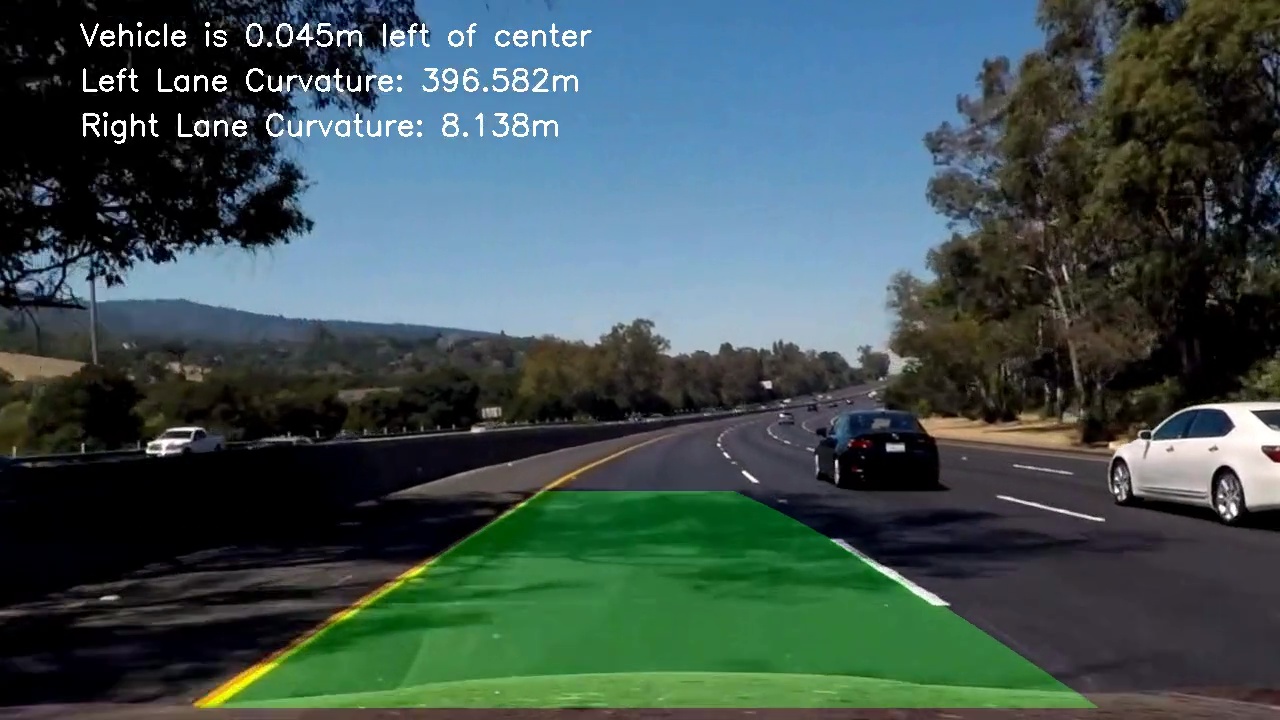 Vehicle is 0.045m left of center
Left Lane Curvature: 396.582m
Right Lane Curvature: 8.138m